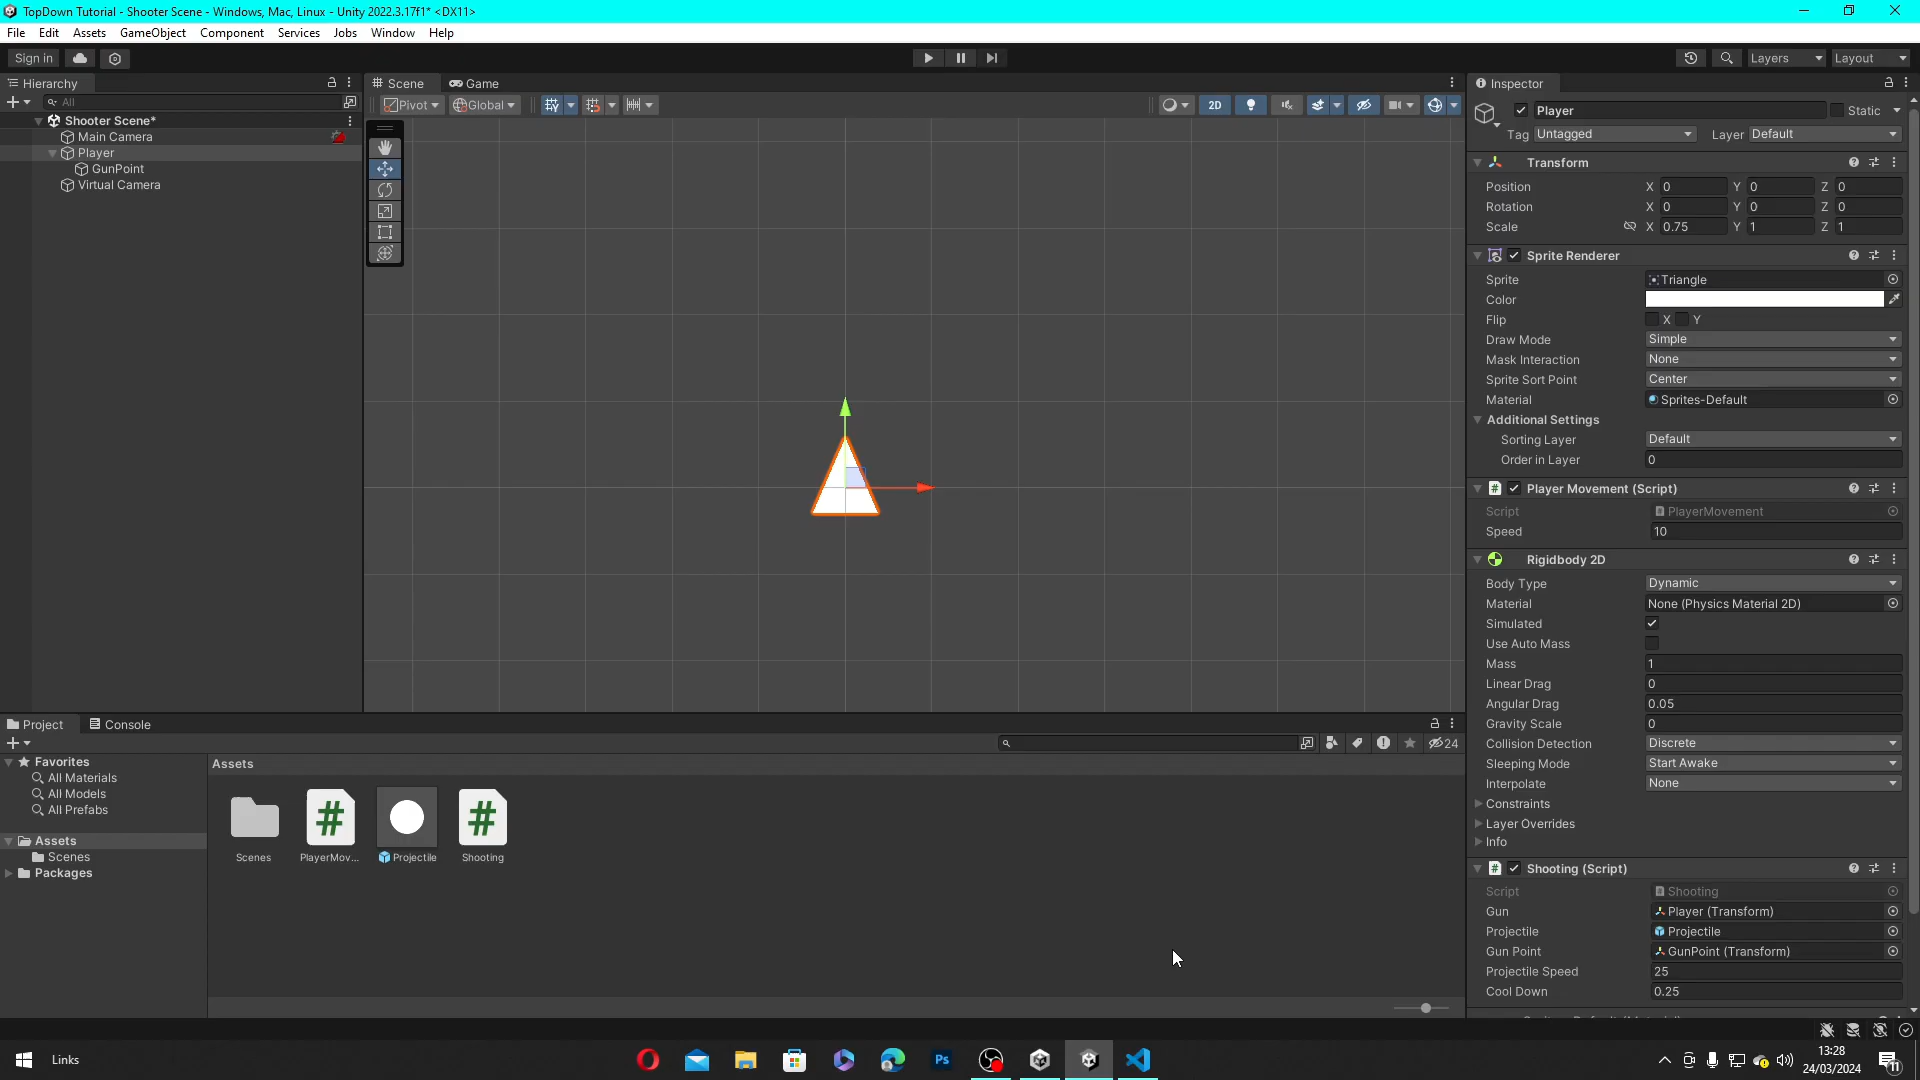 TopDown Tutorial - Shooter Scene - Windows, Mac, Linux - Unity 2022.3.17f1* <DX11>
File Edit Assets GameObject Component Services Jobs Window Help
Sign in
Layers
Layout
Hierarchy
All
Shooter Scene*
Main Camera
Player
GunPoint
Virtual Camera
Scene
Game
Pivot
Global
2D
Inspector
Player
Static
Tag Untagged
Layer Default
Transform
Position X 0 Y 0 Z 0
Rotation X 0 Y 0 Z 0
Scale X 0.75 Y 1 Z 1
Sprite Renderer
Sprite Triangle
Color
Flip X Y
Draw Mode Simple
Mask Interaction None
Sprite Sort Point Center
Material Sprites-Default
Additional Settings
Sorting Layer Default
Order in Layer 0
Player Movement (Script)
Script PlayerMovement
Speed 10
Rigidbody 2D
Body Type Dynamic
Material None (Physics Material 2D)
Simulated
Use Auto Mass
Mass 1
Linear Drag 0
Angular Drag 0.05
Gravity Scale 0
Collision Detection Discrete
Sleeping Mode Start Awake
Interpolate None
Constraints
Layer Overrides
Info
Shooting (Script)
Script Shooting
Gun Player (Transform)
Projectile Projectile
Gun Point GunPoint (Transform)
Projectile Speed 25
Cool Down 0.25
Project
Console
24
Favorites
All Materials
All Models
All Prefabs
Assets
Scenes
Packages
Assets
Scenes
PlayerMov...
Projectile
Shooting
Links
Ps
13:28
24/03/2024
11